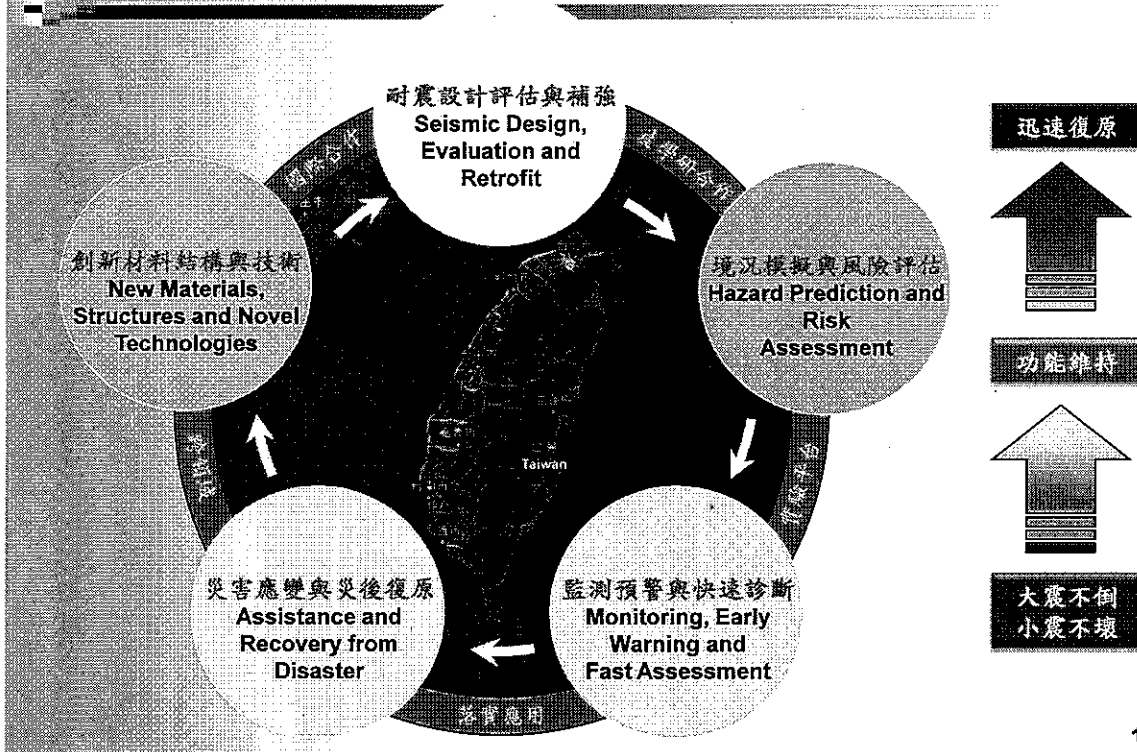 耐震設計評估與補強
Seismic Design,
Evaluation and
Retrofit
境況模擬與風險評估
Hazard Prediction and
Risk
Assessment
監測預警與快速診斷
Monitoring, Early
Warning and
Fast Assessment
災害應變與災後復原
Assistance and
Recovery from
Disaster
創新材料結構與技術
New Materials,
Structures and Novel
Technologies
國際合作
落實應用
Taiwan
迅速復原
功能維持
大震不倒
小震不壞